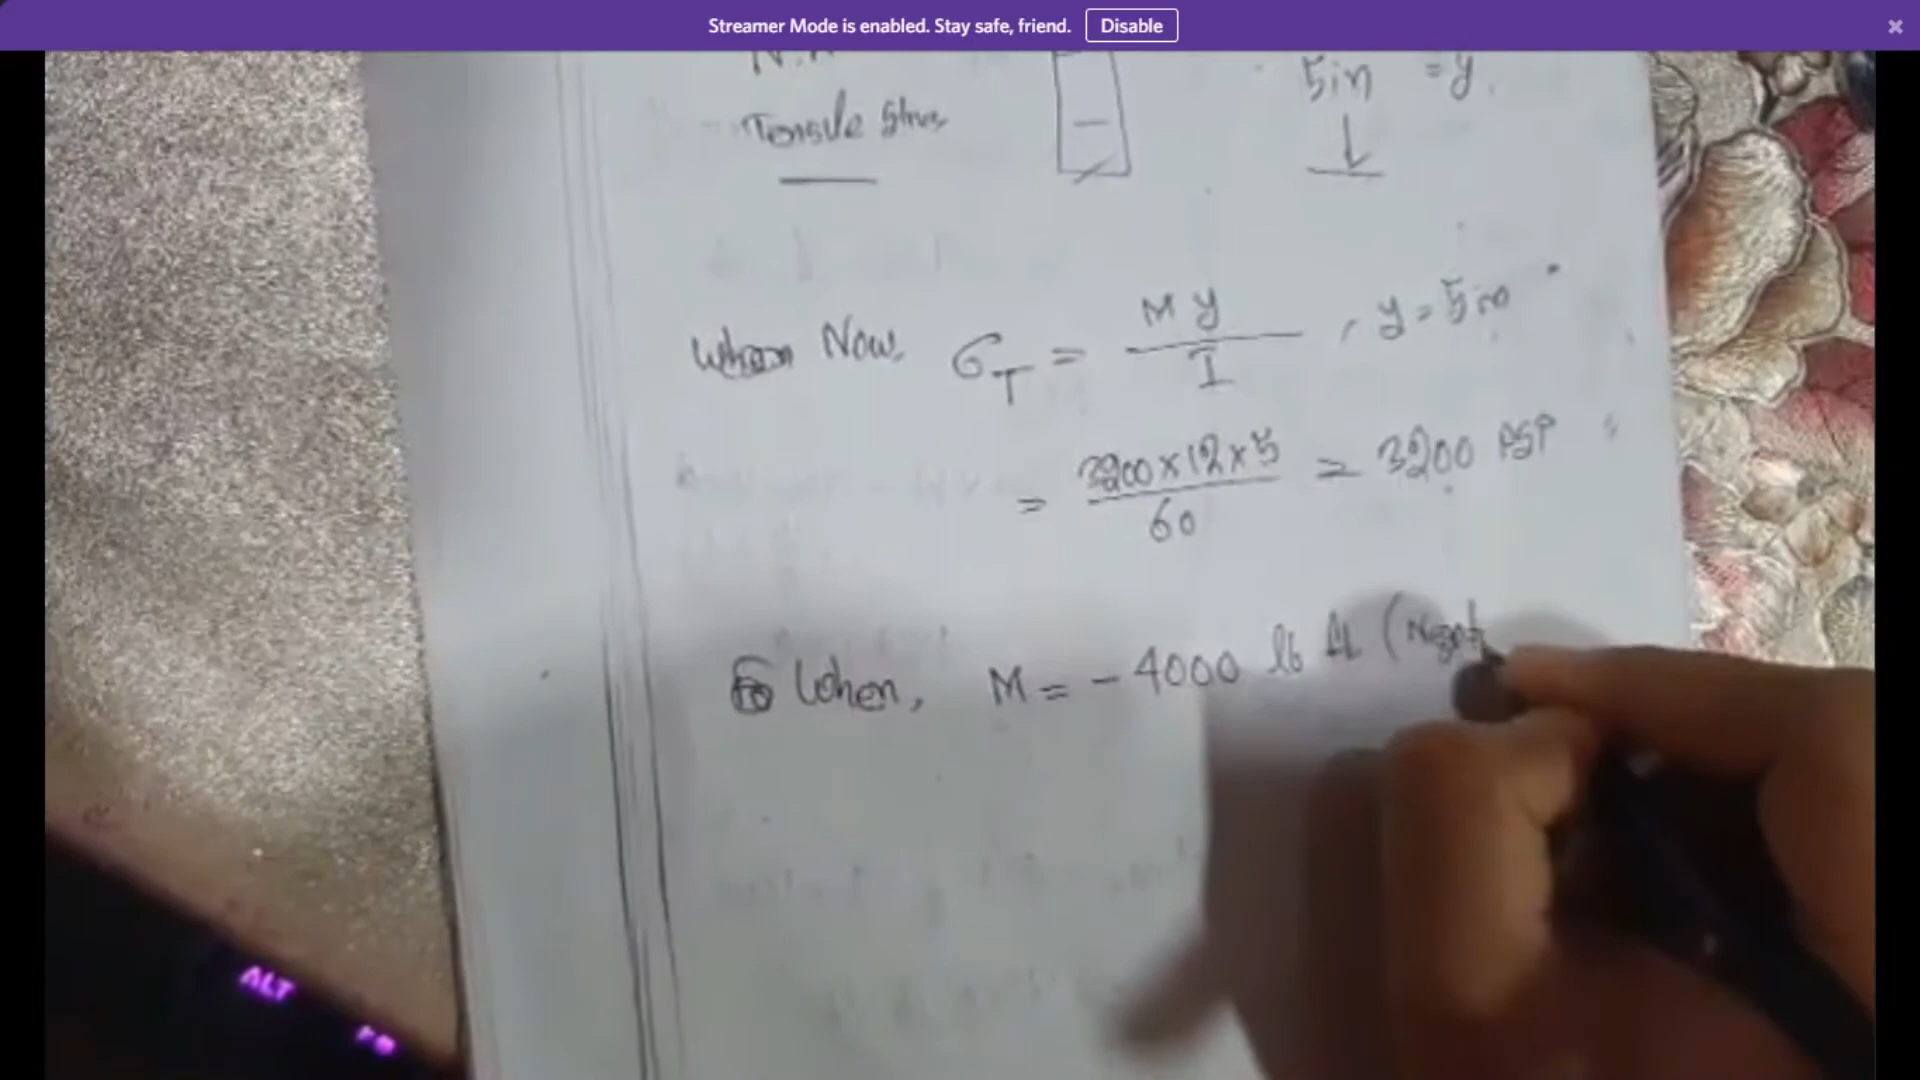 Streamer Mode is enabled. Stay safe, friend. Disable
N.A
Tensile Stress
5in = y.
Now, σT = My / I , y = 5in
= 3200×12×5 / 60 = 3200 PSI
When, M = - 4000 lb ft (Negat
ALT